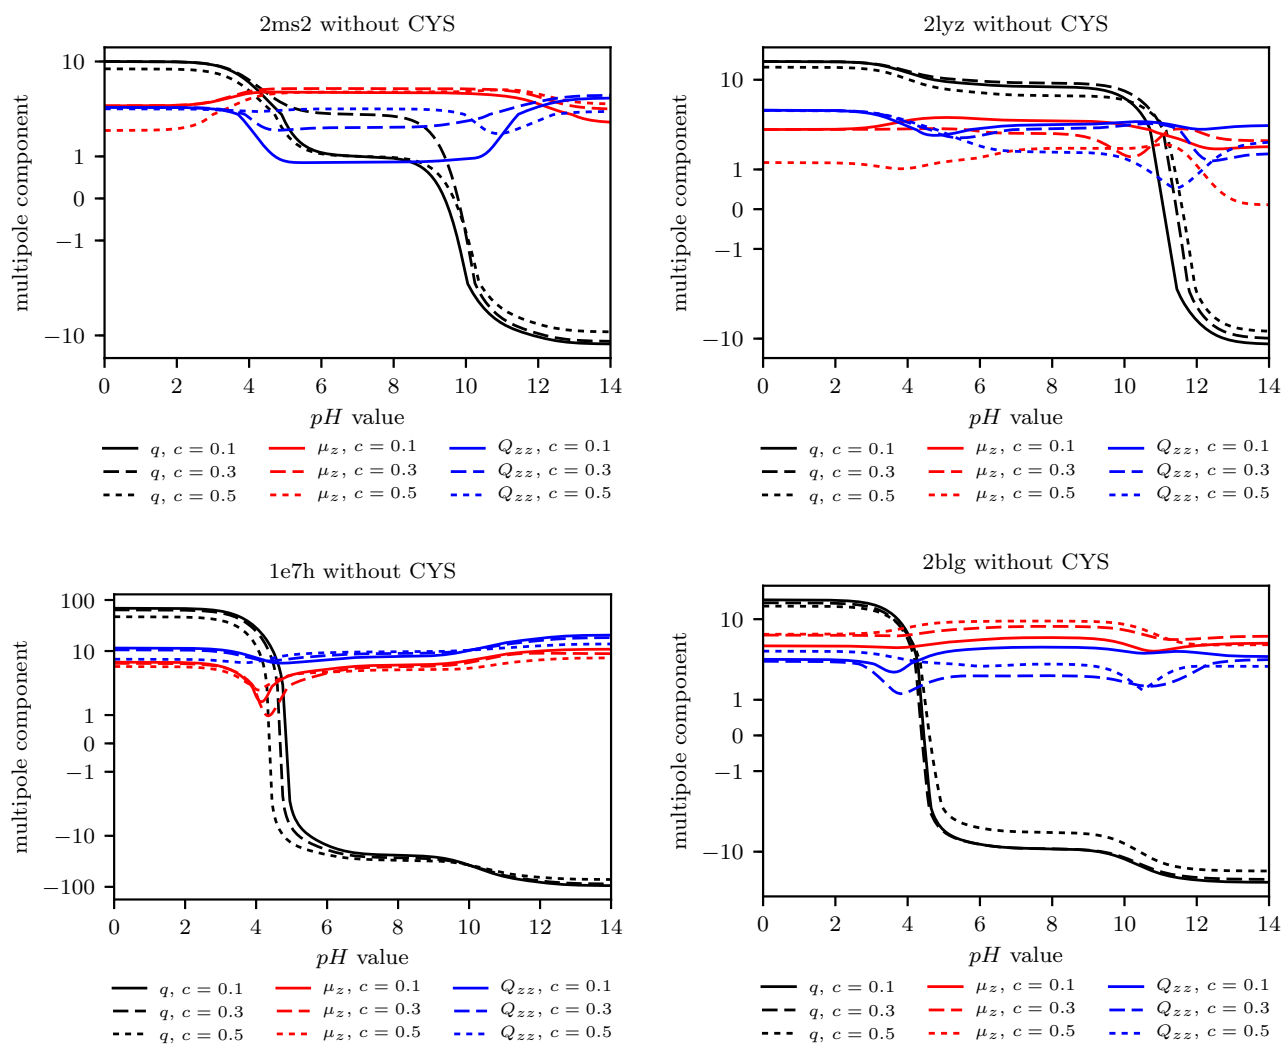 2ms2 without CYS
multipole component
10
1
0
−1
−10
0 2 4 6 8 10 12 14
pH value
q, c = 0.1 μz, c = 0.1 Qzz, c = 0.1
q, c = 0.3 μz, c = 0.3 Qzz, c = 0.3
q, c = 0.5 μz, c = 0.5 Qzz, c = 0.5
2lyz without CYS
multipole component
10
1
0
−1
−10
0 2 4 6 8 10 12 14
pH value
q, c = 0.1 μz, c = 0.1 Qzz, c = 0.1
q, c = 0.3 μz, c = 0.3 Qzz, c = 0.3
q, c = 0.5 μz, c = 0.5 Qzz, c = 0.5
1e7h without CYS
multipole component
100
10
1
0
−1
−10
−100
0 2 4 6 8 10 12 14
pH value
q, c = 0.1 μz, c = 0.1 Qzz, c = 0.1
q, c = 0.3 μz, c = 0.3 Qzz, c = 0.3
q, c = 0.5 μz, c = 0.5 Qzz, c = 0.5
2blg without CYS
multipole component
10
1
0
−1
−10
0 2 4 6 8 10 12 14
pH value
q, c = 0.1 μz, c = 0.1 Qzz, c = 0.1
q, c = 0.3 μz, c = 0.3 Qzz, c = 0.3
q, c = 0.5 μz, c = 0.5 Qzz, c = 0.5